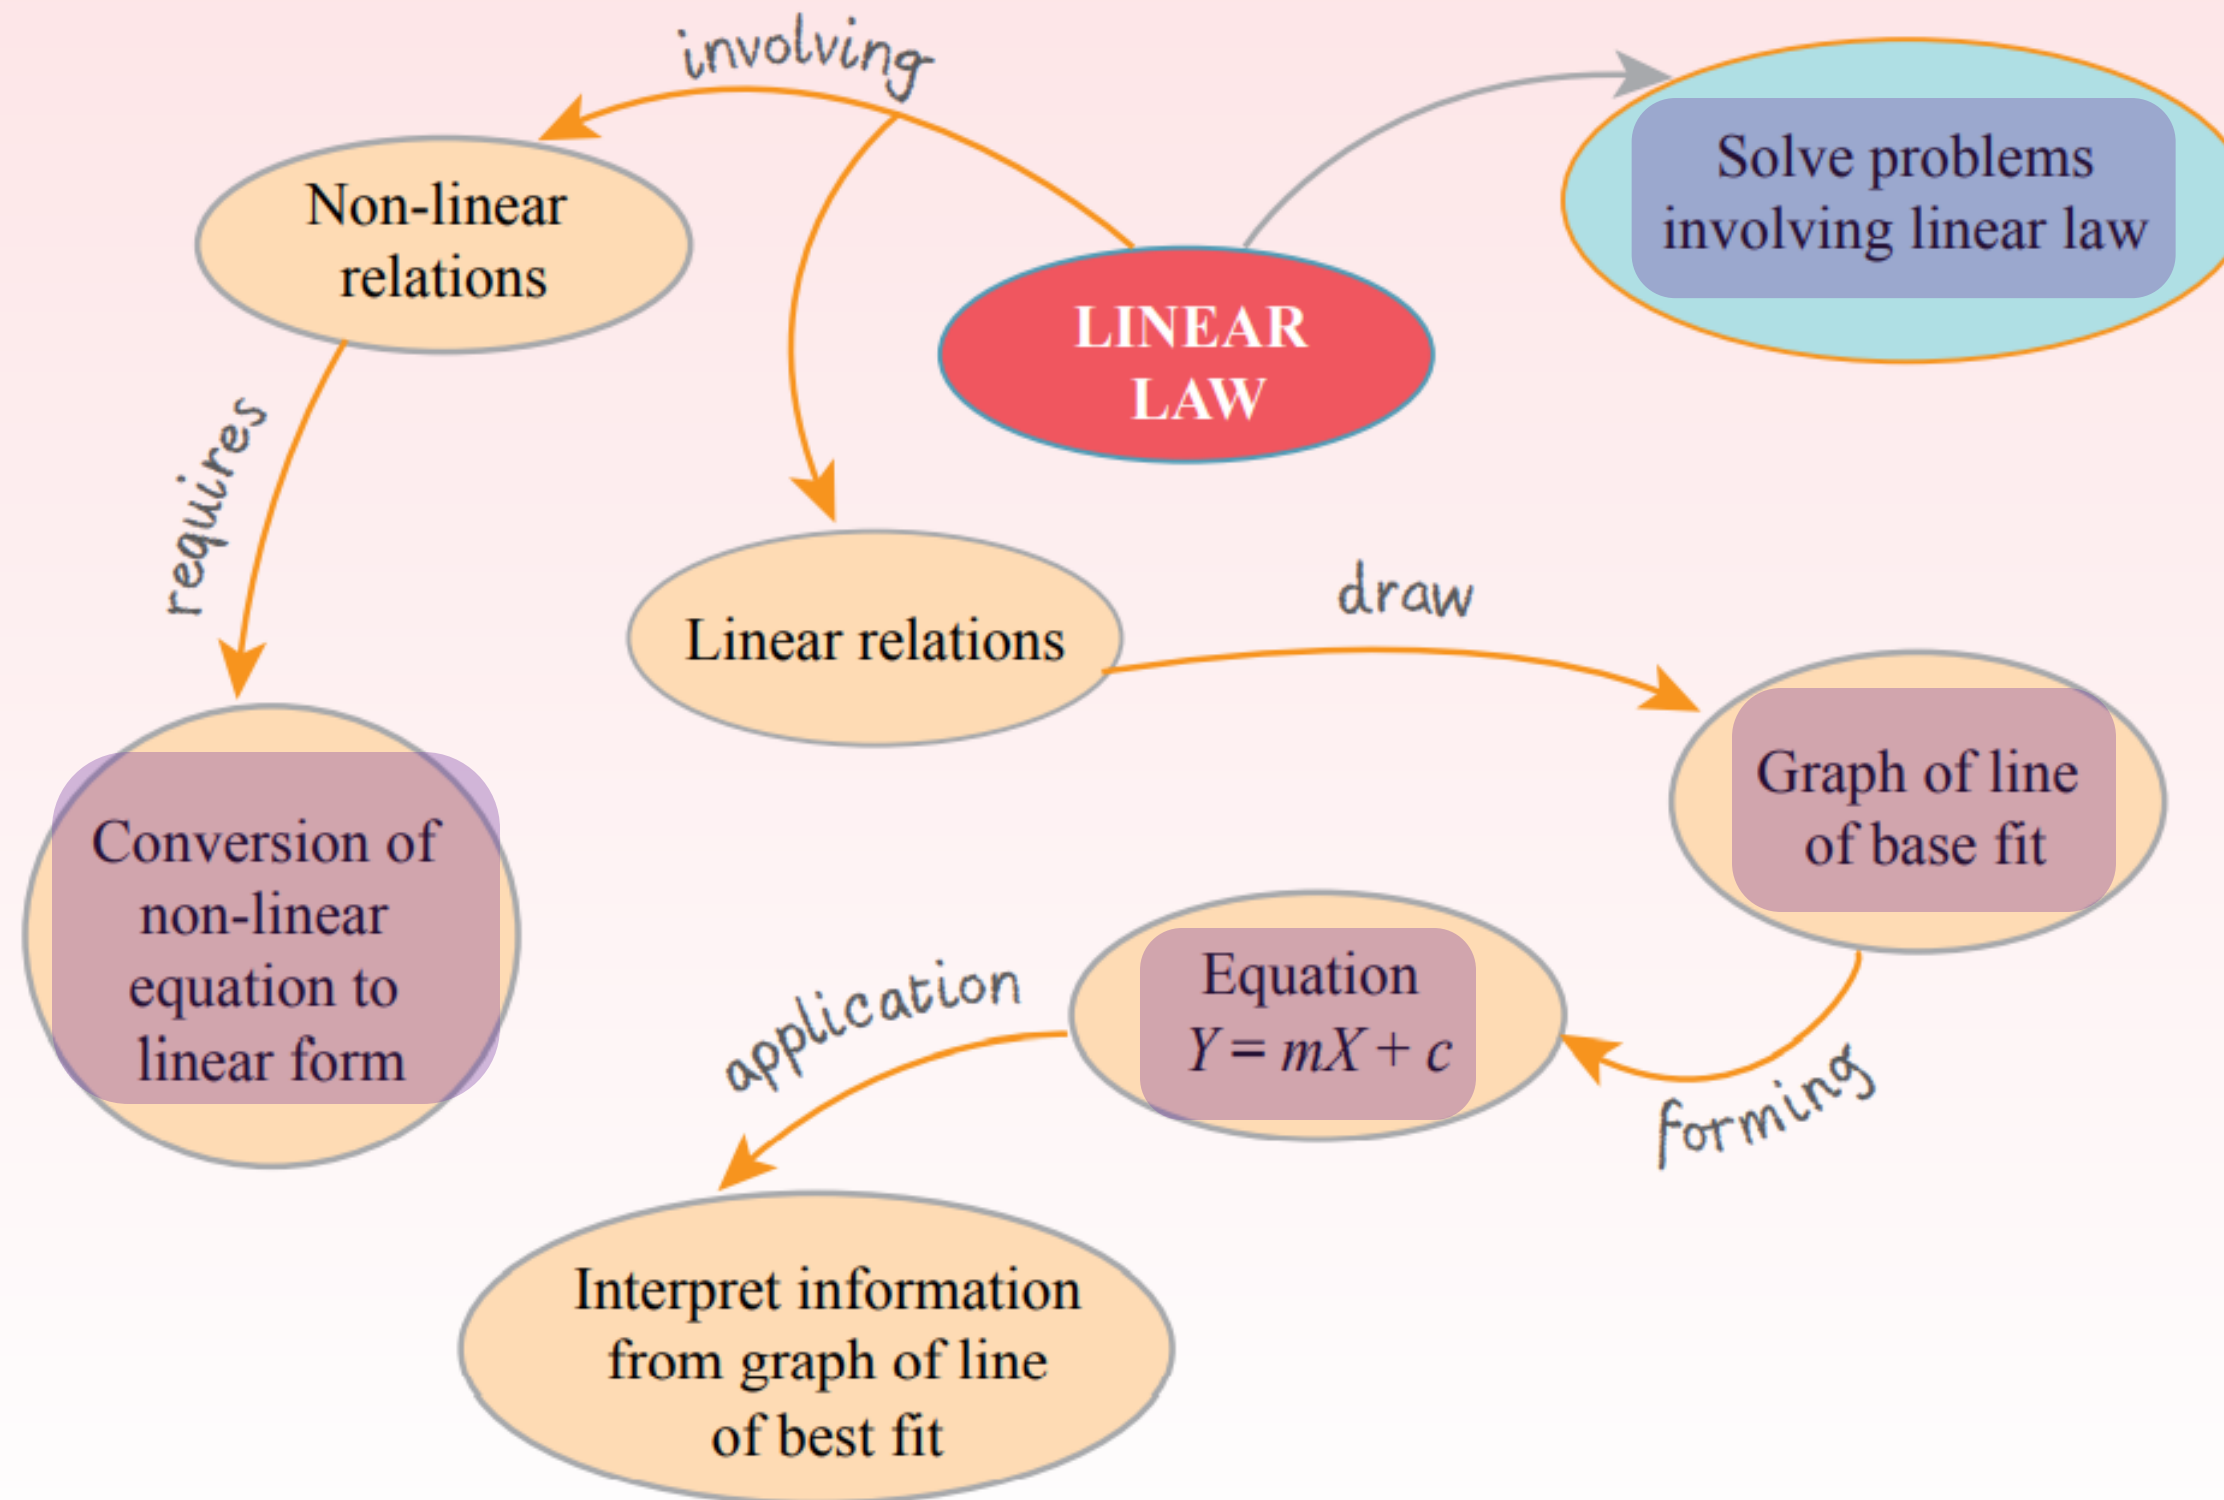 involving
Non-linear
relations
Solve problems
involving linear law
LINEAR
LAW
requires
Linear relations
draw
Conversion of
non-linear
equation to
linear form
Graph of line
of base fit
Equation
Y = mX + c
application
forming
Interpret information
from graph of line
of best fit